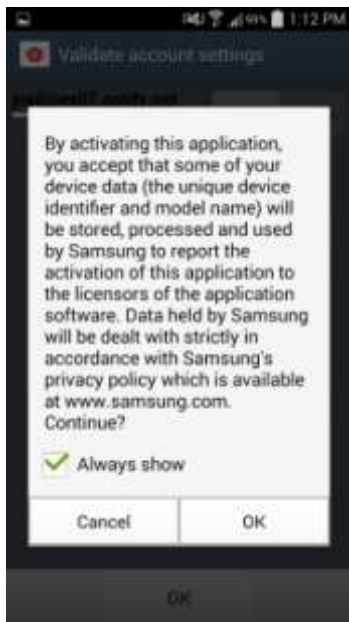 1:12 PM
Validate account settings
By activating this application,
you accept that some of your
device data (the unique device
identifier and model name) will
be stored, processed and used
by Samsung to report the
activation of this application to
the licensors of the application
software. Data held by Samsung
will be dealt with strictly in
accordance with Samsung's
privacy policy which is available
at www.samsung.com.
Continue?
Always show
Cancel OK
OK